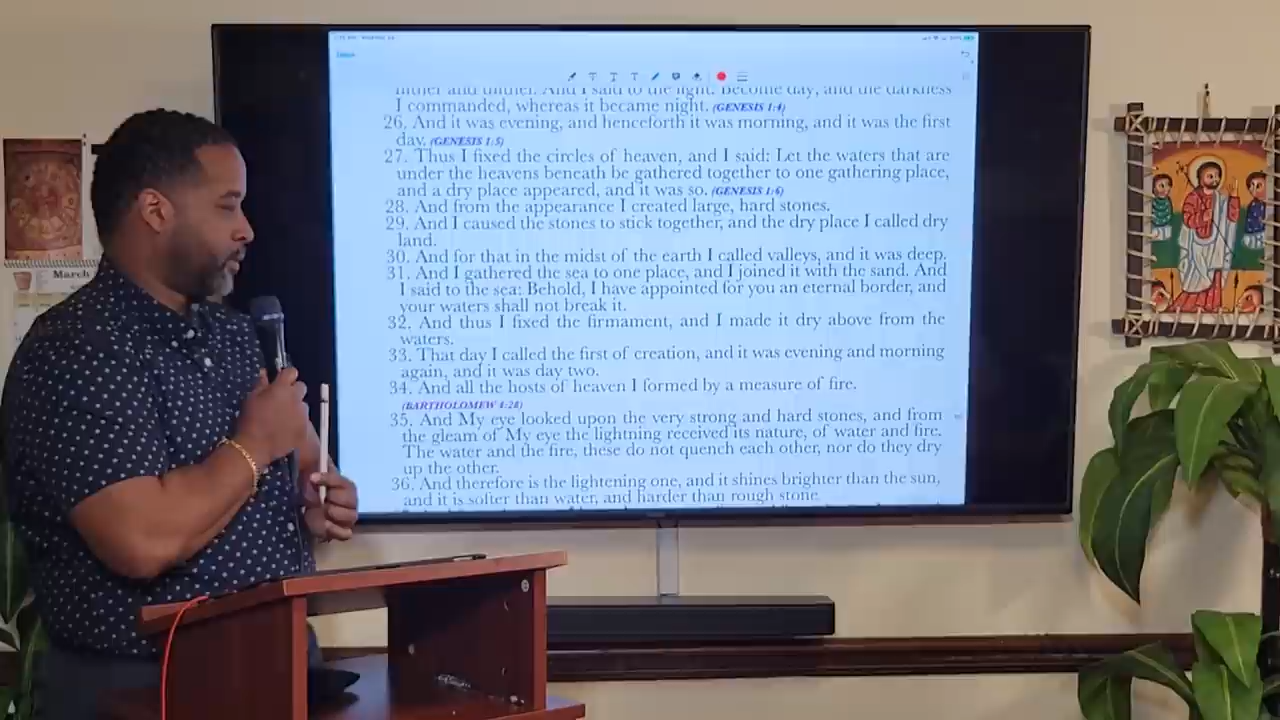 March
I said to the light: Become day, and the darkness
I commanded, whereas it became night. (GENESIS 1:4)
26. And it was evening, and henceforth it was morning, and it was the first
day. (GENESIS 1:5)
27. Thus I fixed the circles of heaven, and I said: Let the waters that are
under the heavens beneath be gathered together to one gathering place,
and a dry place appeared, and it was so. (GENESIS 1:6)
28. And from the appearance I created large, hard stones.
29. And I caused the stones to stick together, and the dry place I called dry
land.
30. And for that in the midst of the earth I called valleys, and it was deep.
31. And I gathered the sea to one place, and I joined it with the sand. And
I said to the sea: Behold, I have appointed for you an eternal border, and
your waters shall not break it.
32. And thus I fixed the firmament, and I made it dry above from the
waters.
33. That day I called the first of creation, and it was evening and morning
again, and it was day two.
34. And all the hosts of heaven I formed by a measure of fire.
(BARTHOLOMEW 4:28)
35. And My eye looked upon the very strong and hard stones, and from
the gleam of My eye the lightning received its nature, of water and fire.
The water and the fire, these do not quench each other, nor do they dry
up the other.
36. And therefore is the lightening one, and it shines brighter than the sun,
and it is softer than water, and harder than rough stone